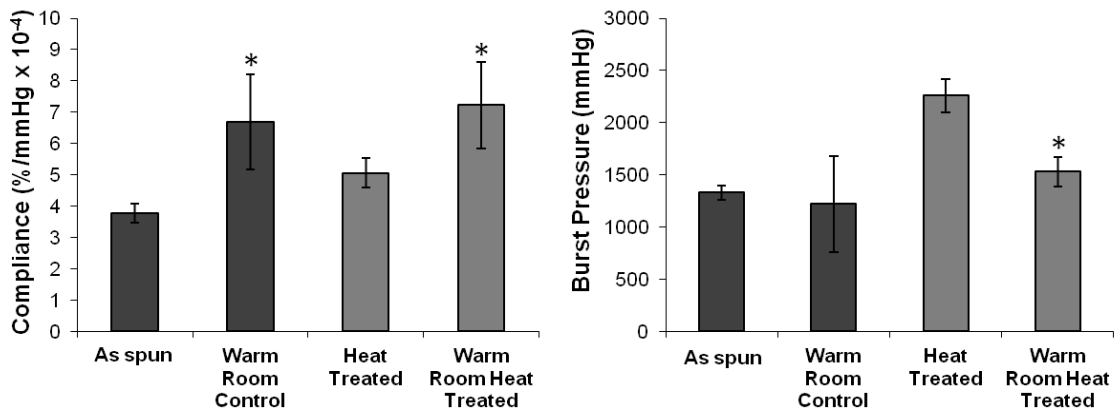 Compliance (%/mmHg x 10-4)
10
9
8
7
6
5
4
3
2
1
0
*
*
As spun
Warm
Room
Control
Heat
Treated
Warm
Room Heat
Treated
Burst Pressure (mmHg)
3000
2500
2000
1500
1000
500
0
*
As spun
Warm
Room
Control
Heat
Treated
Warm
Room Heat
Treated